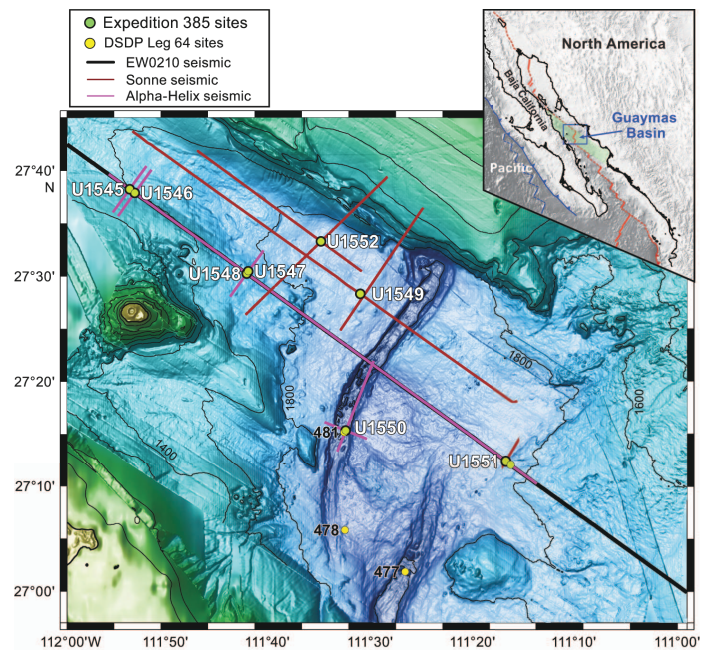 Expedition 385 sites
DSDP Leg 64 sites
EW0210 seismic
Sonne seismic
Alpha-Helix seismic
North America
Baja California
Guaymas
Basin
Pacific
27°40'
N
27°30'
27°20'
27°10'
27°00'
U1545
U1546
U1552
U1548
U1547
U1549
1800
1800
1600
1400
481
U1550
U1551
478
477
112°00'W
111°50'
111°40'
111°30'
111°20'
111°10'
111°00'